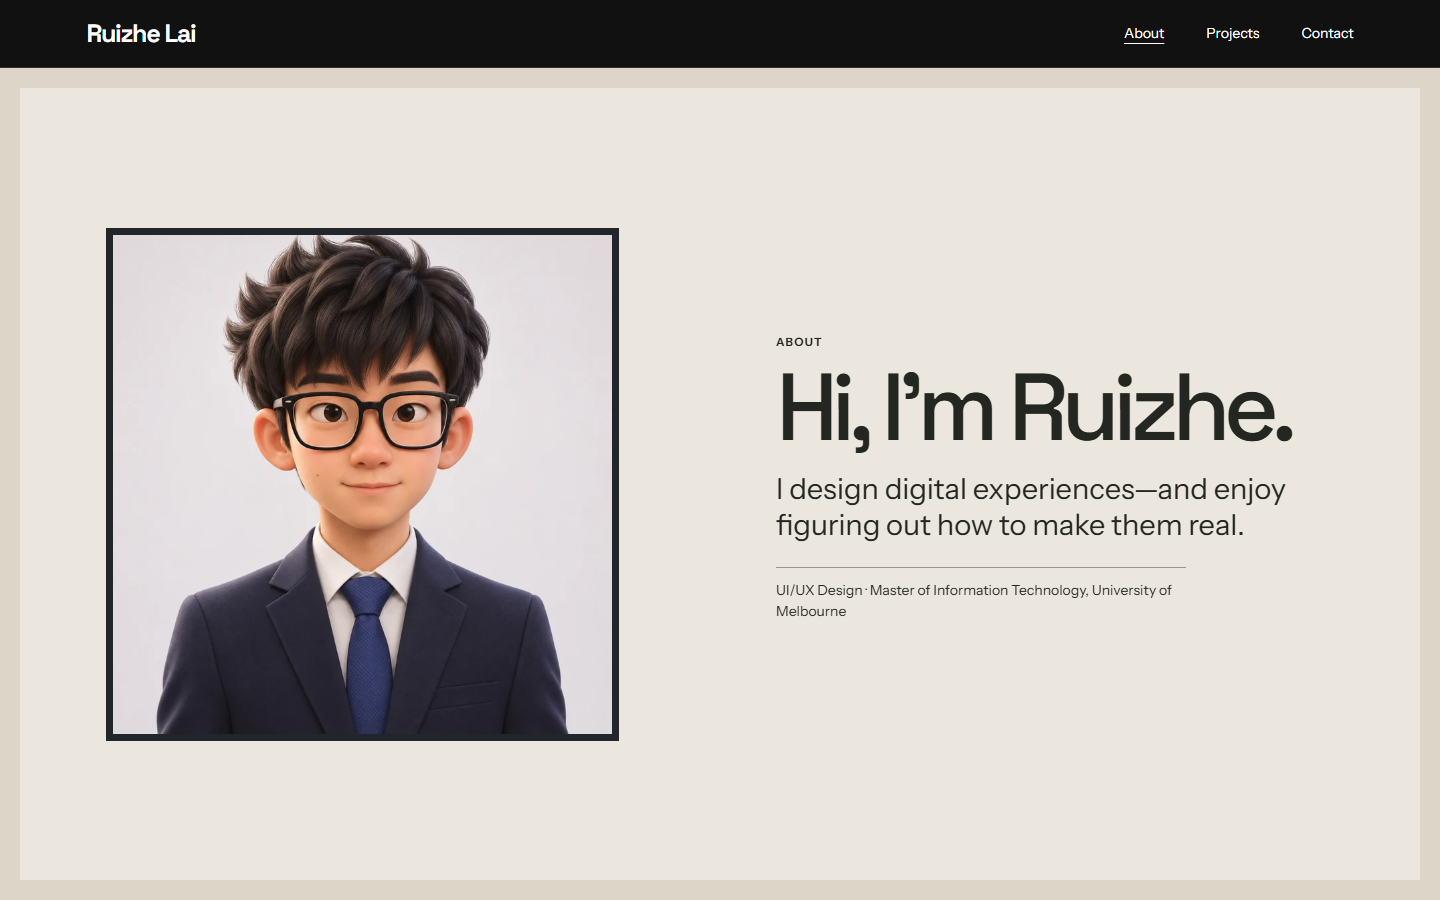 Ruizhe Lai
About
Projects
Contact
ABOUT
Hi, I’m Ruizhe.
I design digital experiences—and enjoy
figuring out how to make them real.
UI/UX Design · Master of Information Technology, University of
Melbourne